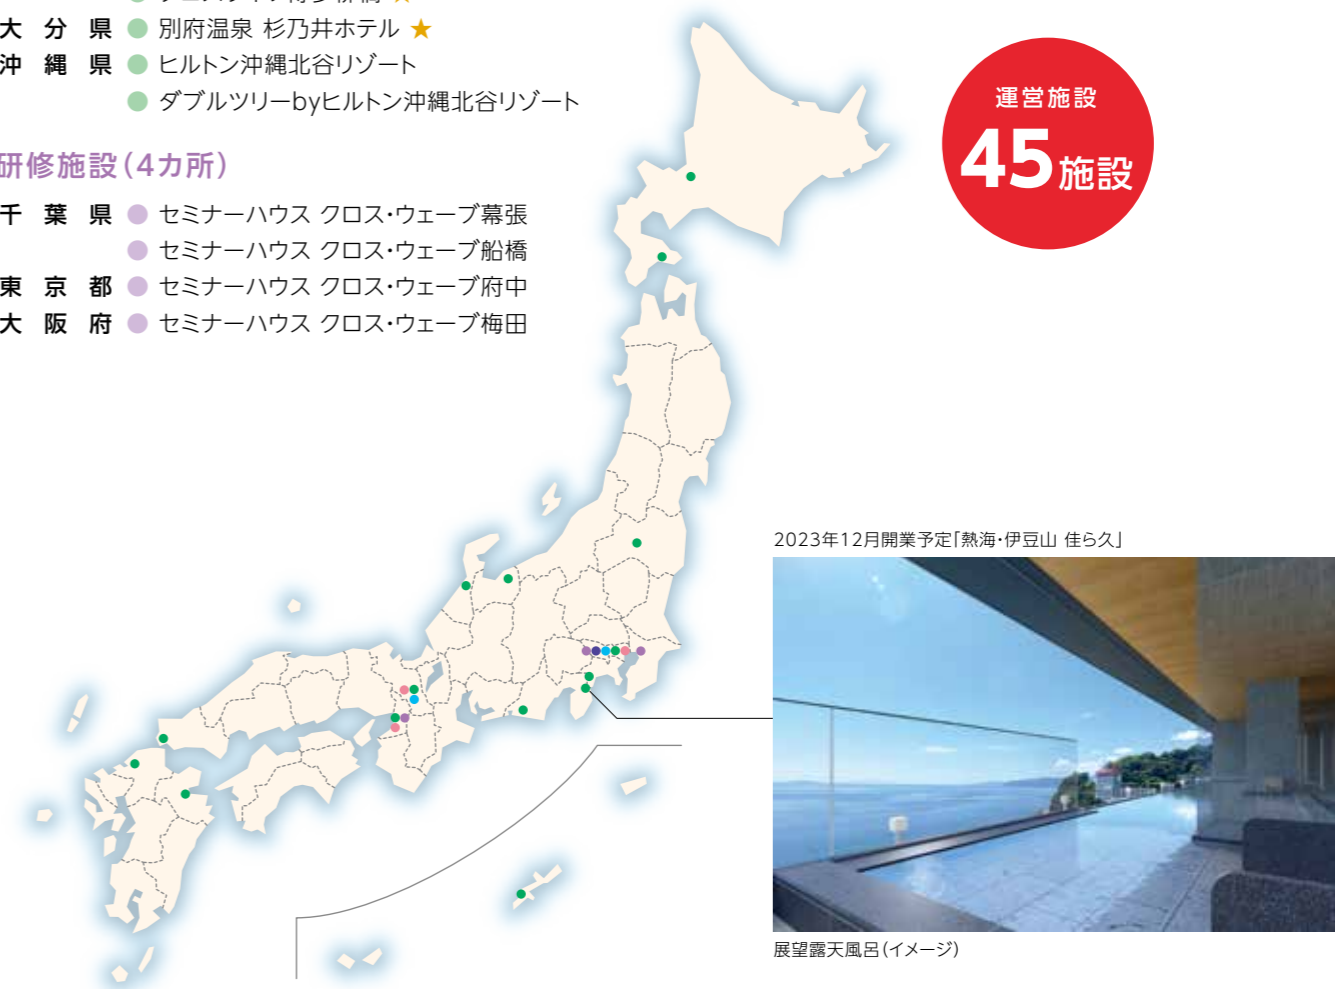 大分県 ● 別府温泉 杉乃井ホテル ★
沖縄県 ● ヒルトン沖縄北谷リゾート
● ダブルツリーbyヒルトン沖縄北谷リゾート
研修施設(4カ所)
千葉県 ● セミナーハウス クロス・ウェーブ幕張
● セミナーハウス クロス・ウェーブ船橋
東京都 ● セミナーハウス クロス・ウェーブ府中
大阪府 ● セミナーハウス クロス・ウェーブ梅田
運営施設
45施設
2023年12月開業予定「熱海・伊豆山 佳ら久」
展望露天風呂(イメージ)